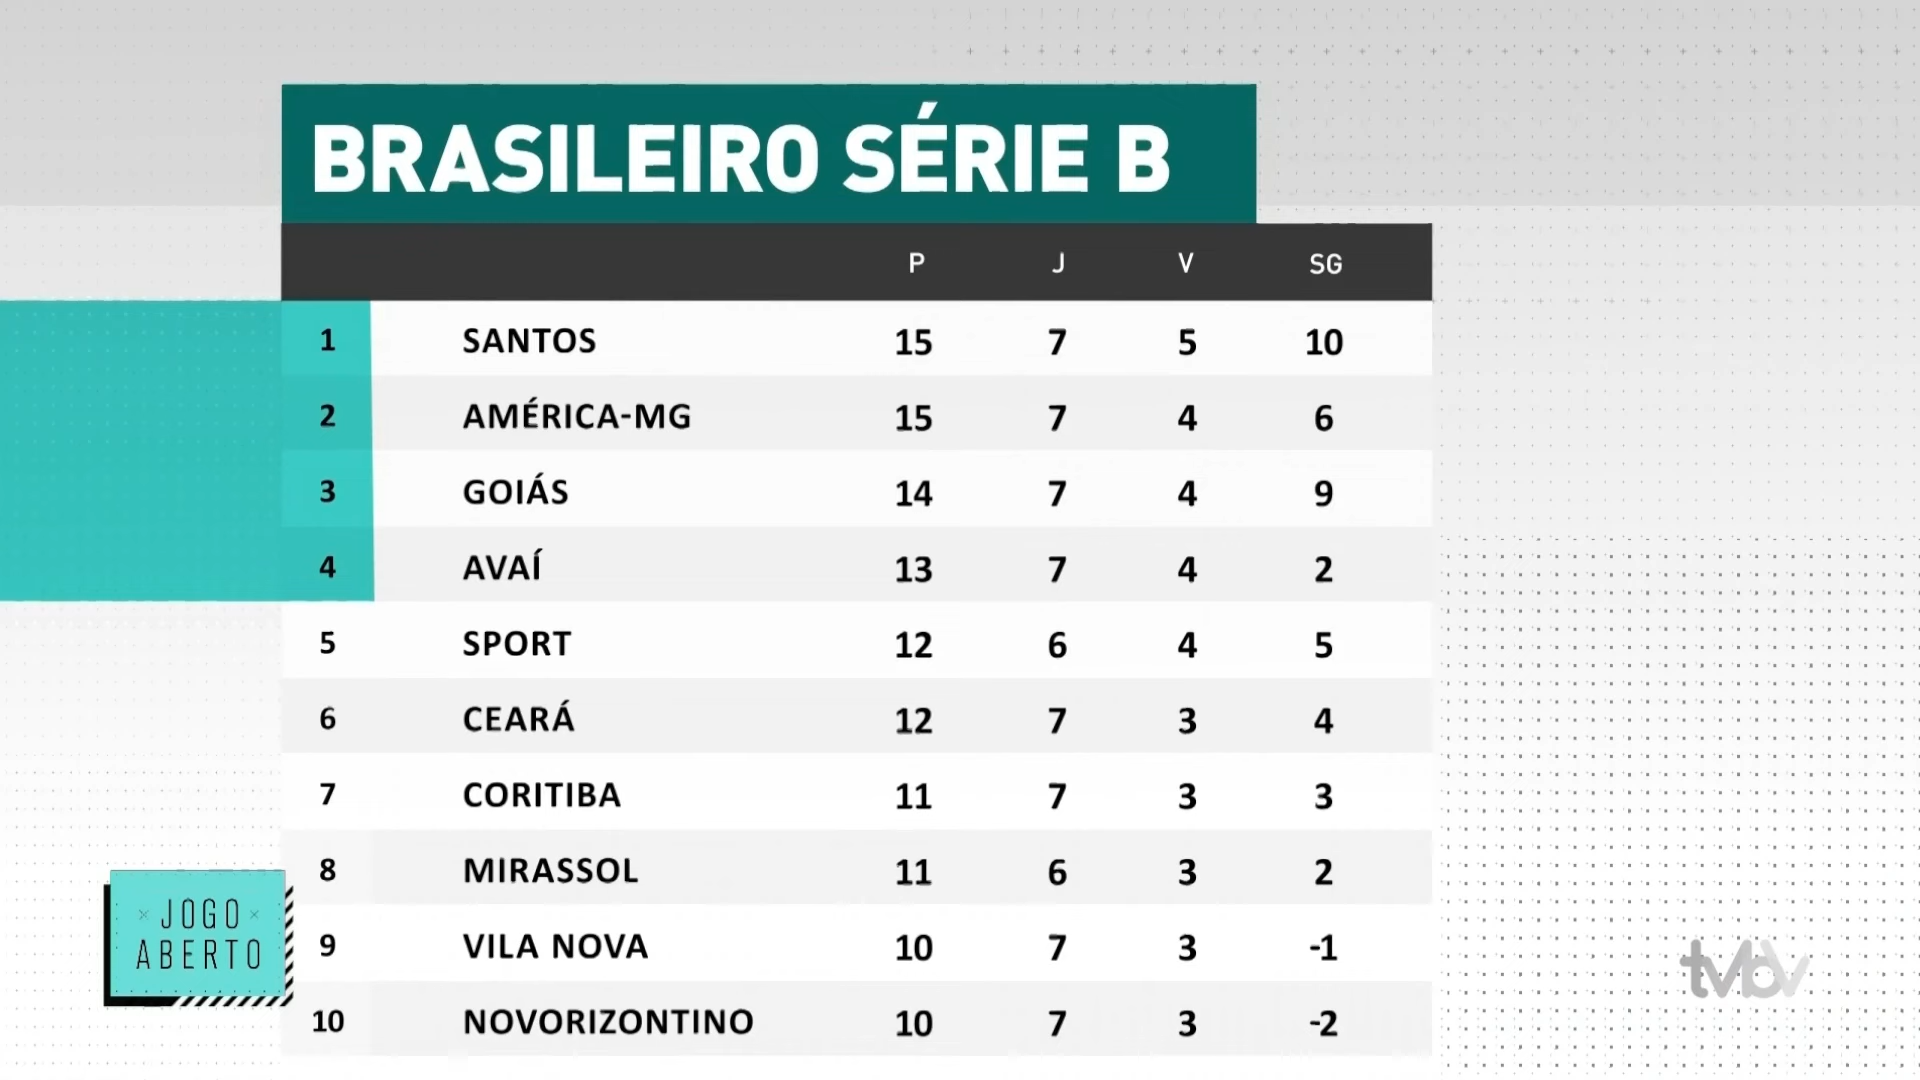 BRASILEIRO SÉRIE B
P J V SG
1 SANTOS 15 7 5 10
2 AMÉRICA-MG 15 7 4 6
3 GOIÁS 14 7 4 9
4 AVAÍ 13 7 4 2
5 SPORT 12 6 4 5
6 CEARÁ 12 7 3 4
7 CORITIBA 11 7 3 3
8 MIRASSOL 11 6 3 2
9 VILA NOVA 10 7 3 -1
10 NOVORIZONTINO 10 7 3 -2
JOGO
ABERTO
tvbv